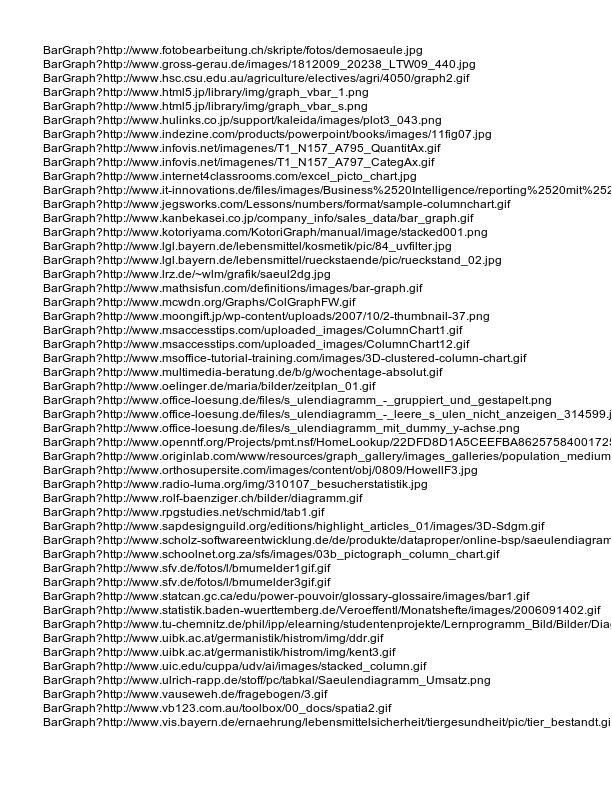 BarGraph?http://www.fotobearbeitung.ch/skripte/fotos/demosaeule.jpg
BarGraph?http://www.gross-gerau.de/images/1812009_20238_LTW09_440.jpg
BarGraph?http://www.hsc.csu.edu.au/agriculture/electives/agri/4050/graph2.gif
BarGraph?http://www.html5.jp/library/img/graph_vbar_1.png
BarGraph?http://www.html5.jp/library/img/graph_vbar_s.png
BarGraph?http://www.hulinks.co.jp/support/kaleida/images/plot3_043.png
BarGraph?http://www.indezine.com/products/powerpoint/books/images/11fig07.jpg
BarGraph?http://www.infovis.net/imagenes/T1_N157_A795_QuantitAx.gif
BarGraph?http://www.infovis.net/imagenes/T1_N157_A797_CategAx.gif
BarGraph?http://www.internet4classrooms.com/excel_picto_chart.jpg
BarGraph?http://www.it-innovations.de/files/images/Business%2520Intelligence/reporting%2520mit%252
BarGraph?http://www.jegsworks.com/Lessons/numbers/format/sample-columnchart.gif
BarGraph?http://www.kanbekasei.co.jp/company_info/sales_data/bar_graph.gif
BarGraph?http://www.kotoriyama.com/KotoriGraph/manual/image/stacked001.png
BarGraph?http://www.lgl.bayern.de/lebensmittel/kosmetik/pic/84_uvfilter.jpg
BarGraph?http://www.lgl.bayern.de/lebensmittel/rueckstaende/pic/rueckstand_02.jpg
BarGraph?http://www.lrz.de/~wlm/grafik/saeul2dg.jpg
BarGraph?http://www.mathsisfun.com/definitions/images/bar-graph.gif
BarGraph?http://www.mcwdn.org/Graphs/ColGraphFW.gif
BarGraph?http://www.moongift.jp/wp-content/uploads/2007/10/2-thumbnail-37.png
BarGraph?http://www.msaccesstips.com/uploaded_images/ColumnChart1.gif
BarGraph?http://www.msaccesstips.com/uploaded_images/ColumnChart12.gif
BarGraph?http://www.msoffice-tutorial-training.com/images/3D-clustered-column-chart.gif
BarGraph?http://www.multimedia-beratung.de/b/g/wochentage-absolut.gif
BarGraph?http://www.oelinger.de/maria/bilder/zeitplan_01.gif
BarGraph?http://www.office-loesung.de/files/s_ulendiagramm_-_gruppiert_und_gestapelt.png
BarGraph?http://www.office-loesung.de/files/s_ulendiagramm_-_leere_s_ulen_nicht_anzeigen_314599.j
BarGraph?http://www.office-loesung.de/files/s_ulendiagramm_mit_dummy_y-achse.png
BarGraph?http://www.openntf.org/Projects/pmt.nsf/HomeLookup/22DFD8D1A5CEEFBA86257584001725
BarGraph?http://www.originlab.com/www/resources/graph_gallery/images_galleries/population_medium
BarGraph?http://www.orthosupersite.com/images/content/obj/0809/HowellF3.jpg
BarGraph?http://www.radio-luma.org/img/310107_besucherstatistik.jpg
BarGraph?http://www.rolf-baenziger.ch/bilder/diagramm.gif
BarGraph?http://www.rpgstudies.net/schmid/tab1.gif
BarGraph?http://www.sapdesignguild.org/editions/highlight_articles_01/images/3D-Sdgm.gif
BarGraph?http://www.scholz-softwareentwicklung.de/de/produkte/dataproper/online-bsp/saeulendiagram
BarGraph?http://www.schoolnet.org.za/sfs/images/03b_pictograph_column_chart.gif
BarGraph?http://www.sfv.de/fotos/l/bmumelder1gif.gif
BarGraph?http://www.sfv.de/fotos/l/bmumelder3gif.gif
BarGraph?http://www.statcan.gc.ca/edu/power-pouvoir/glossary-glossaire/images/bar1.gif
BarGraph?http://www.statistik.baden-wuerttemberg.de/Veroeffentl/Monatshefte/images/2006091402.gif
BarGraph?http://www.tu-chemnitz.de/phil/ipp/elearning/studentenprojekte/Lernprogramm_Bild/Bilder/Dia
BarGraph?http://www.uibk.ac.at/germanistik/histrom/img/ddr.gif
BarGraph?http://www.uibk.ac.at/germanistik/histrom/img/kent3.gif
BarGraph?http://www.uic.edu/cuppa/udv/ai/images/stacked_column.gif
BarGraph?http://www.ulrich-rapp.de/stoff/pc/tabkal/Saeulendiagramm_Umsatz.png
BarGraph?http://www.vauseweh.de/fragebogen/3.gif
BarGraph?http://www.vb123.com.au/toolbox/00_docs/spatia2.gif
BarGraph?http://www.vis.bayern.de/ernaehrung/lebensmittelsicherheit/tiergesundheit/pic/tier_bestandt.gi